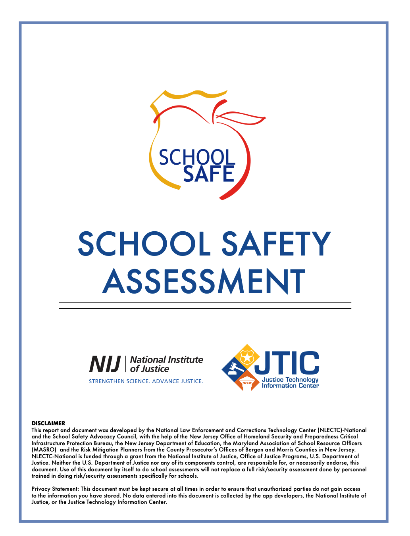 SCHOOL
SAFE
SCHOOL SAFETY
ASSESSMENT
NIJ | National Institute
of Justice
STRENGTHEN SCIENCE. ADVANCE JUSTICE.
JTIC
Justice Technology
Information Center
DISCLAIMER
This report and document was developed by the National Law Enforcement and Corrections Technology Center (NLECTC)-National
and the School Safety Advocacy Council, with the help of the New Jersey Office of Homeland Security and Preparedness Critical
Infrastructure Protection Bureau, the New Jersey Department of Education, the Maryland Association of School Resource Officers
(MASRO) and the Risk Mitigation Planners from the County Prosecutor's Offices of Bergen and Morris Counties in New Jersey.
NLECTC-National is funded through a grant from the National Institute of Justice, Office of Justice Programs, U.S. Department of
Justice. Neither the U.S. Department of Justice nor any of its components control, are responsible for, or necessarily endorse, this
document. Use of this document by itself to do school assessments will not replace a full risk/security assessment done by personnel
trained in doing risk/security assessments specifically for schools.
Privacy Statement: This document must be kept secure at all times in order to ensure that unauthorized parties do not gain access
to the information you have stored. No data entered into this document is collected by the app developers, the National Institute of
Justice, or the Justice Technology Information Center.